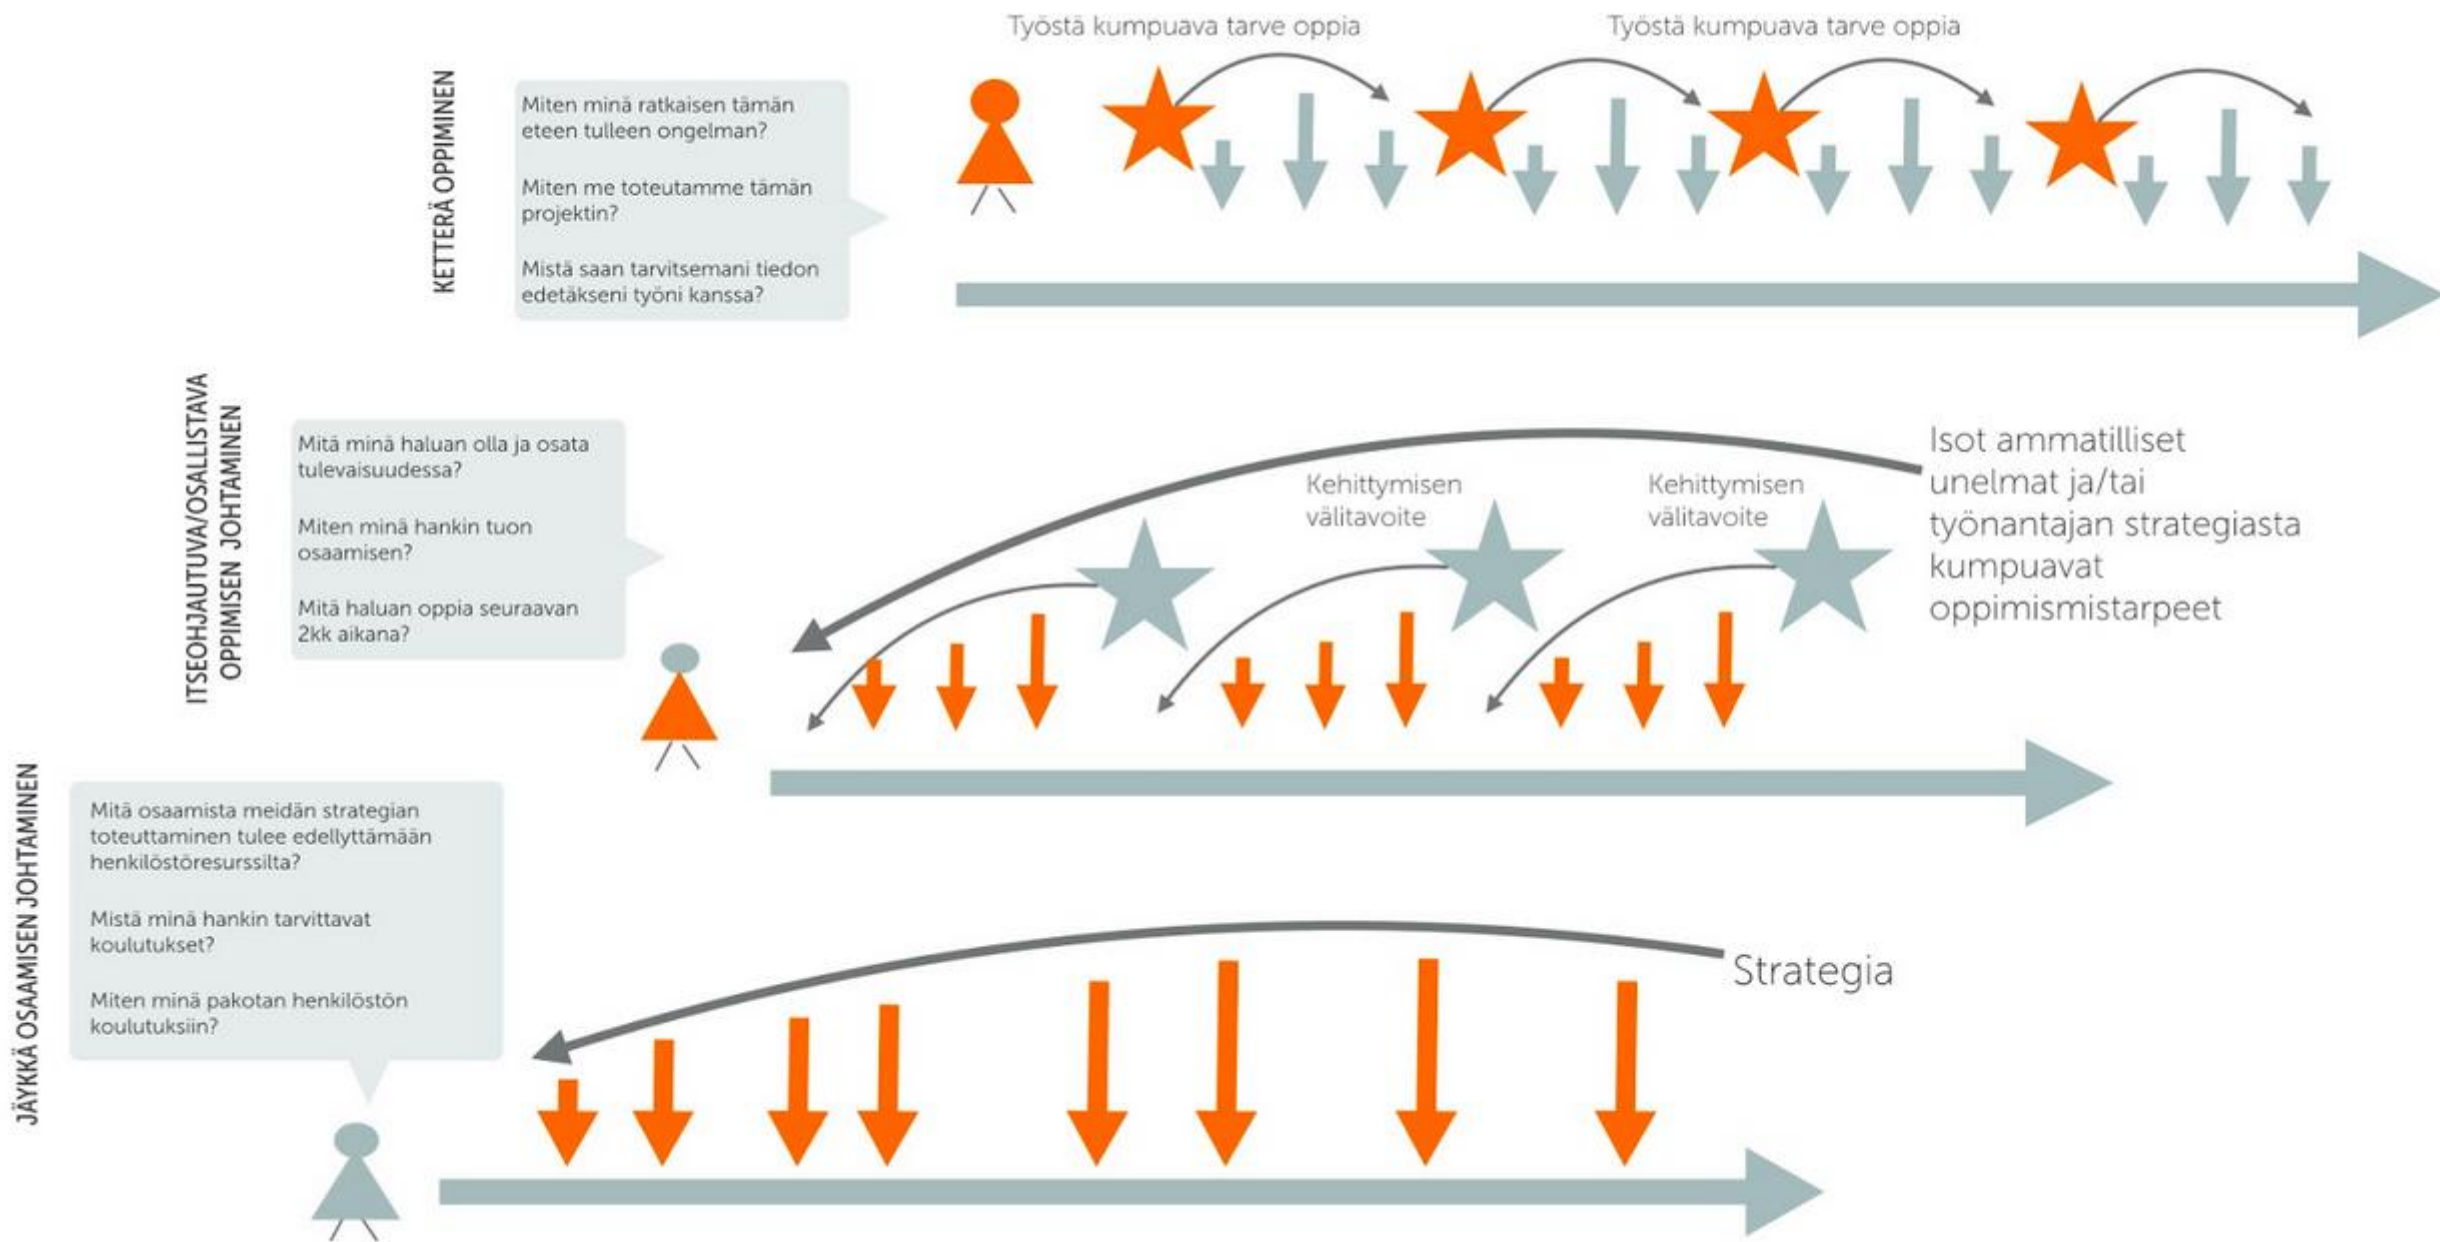 KETTERÄ OPPIMINEN
Miten minä ratkaisen tämän
eteen tulleen ongelman?
Miten me toteutamme tämän
projektin?
Mistä saan tarvitsemani tiedon
edetäkseni työni kanssa?
Työstä kumpuava tarve oppia
Työstä kumpuava tarve oppia
ITSEOHJAUTUVA/OSALLISTAVA
OPPIMISEN JOHTAMINEN
Mitä minä haluan olla ja osata
tulevaisuudessa?
Miten minä hankin tuon
osaamisen?
Mitä haluan oppia seuraavan
2kk aikana?
Kehittymisen
välitavoite
Kehittymisen
välitavoite
Isot ammatilliset
unelmat ja/tai
työnantajan strategiasta
kumpuavat
oppimismistarpeet
JÄYKKÄ OSAAMISEN JOHTAMINEN
Mitä osaamista meidän strategian
toteuttaminen tulee edellyttämään
henkilöstöresurssilta?
Mistä minä hankin tarvittavat
koulutukset?
Miten minä pakotan henkilöstön
koulutuksiin?
Strategia